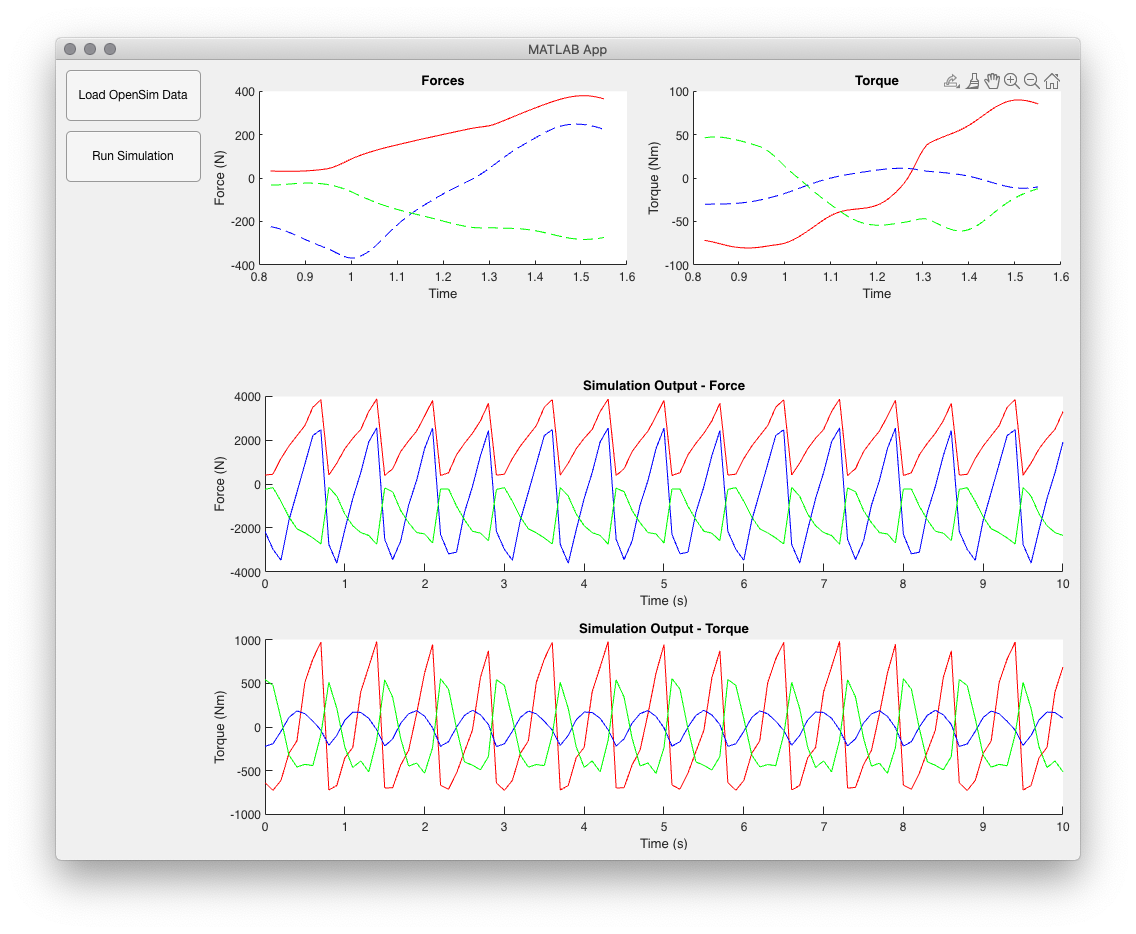 MATLAB App
Load OpenSim Data
Run Simulation
Forces
400
200
0
-200
-400
Force (N)
0.8 0.9 1 1.1 1.2 1.3 1.4 1.5 1.6
Time
Torque
100
50
0
-50
-100
Torque (Nm)
0.8 0.9 1 1.1 1.2 1.3 1.4 1.5 1.6
Time
Simulation Output - Force
4000
2000
0
-2000
-4000
Force (N)
0 1 2 3 4 5 6 7 8 9 10
Time (s)
Simulation Output - Torque
1000
500
0
-500
-1000
Torque (Nm)
0 1 2 3 4 5 6 7 8 9 10
Time (s)